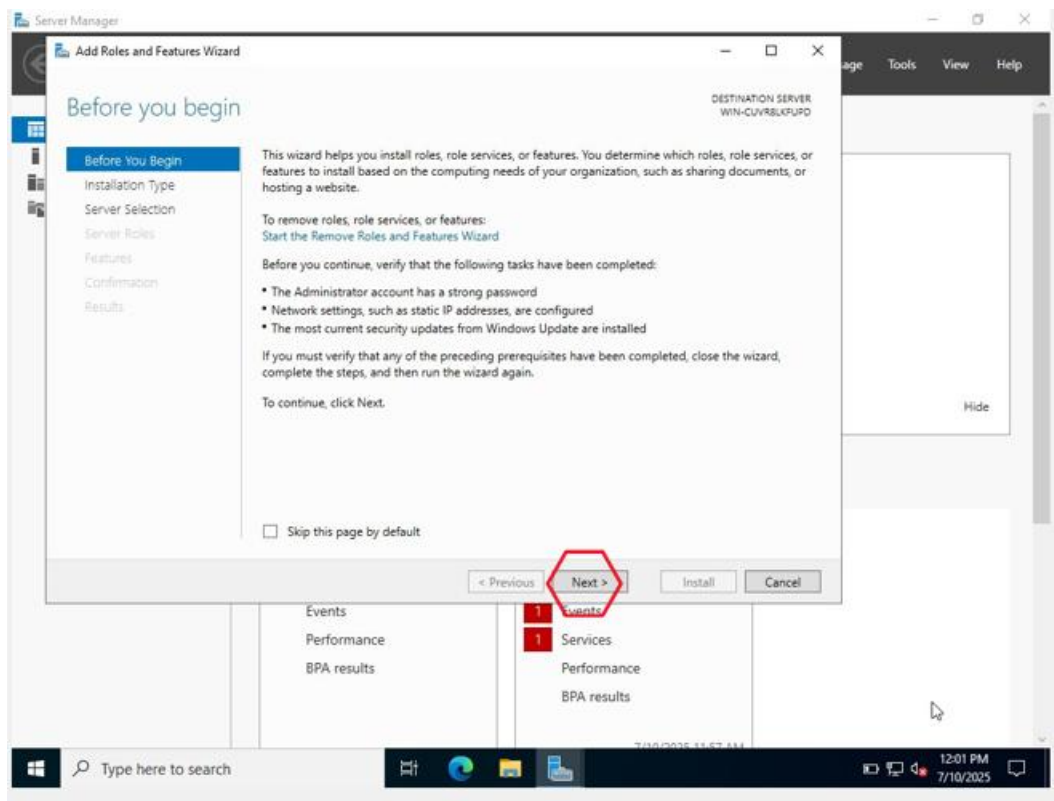 Server Manager
Add Roles and Features Wizard
age Tools View Help
Before you begin
DESTINATION SERVER
WIN-CUVR8LKFUPD
Before You Begin
Installation Type
Server Selection
Server Roles
Features
Confirmation
Results
This wizard helps you install roles, role services, or features. You determine which roles, role services, or
features to install based on the computing needs of your organization, such as sharing documents, or
hosting a website.
To remove roles, role services, or features:
Start the Remove Roles and Features Wizard
Before you continue, verify that the following tasks have been completed:
• The Administrator account has a strong password
• Network settings, such as static IP addresses, are configured
• The most current security updates from Windows Update are installed
If you must verify that any of the preceding prerequisites have been completed, close the wizard,
complete the steps, and then run the wizard again.
To continue, click Next.
Hide
Skip this page by default
< Previous Next > Install Cancel
Events
Performance
BPA results
1 Events
1 Services
Performance
BPA results
7/10/2025 11:57 AM
Type here to search
12:01 PM
7/10/2025